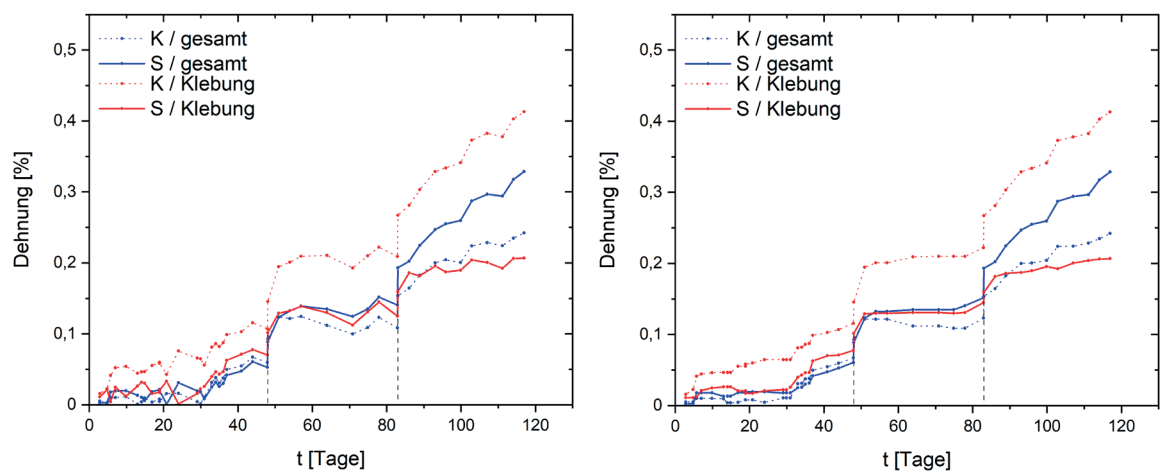 0,5
0,4
0,3
0,2
0,1
0
Dehnung [%]
K / gesamt
S / gesamt
K / Klebung
S / Klebung
0 20 40 60 80 100 120
t [Tage]
0,5
0,4
0,3
0,2
0,1
0
Dehnung [%]
K / gesamt
S / gesamt
K / Klebung
S / Klebung
0 20 40 60 80 100 120
t [Tage]